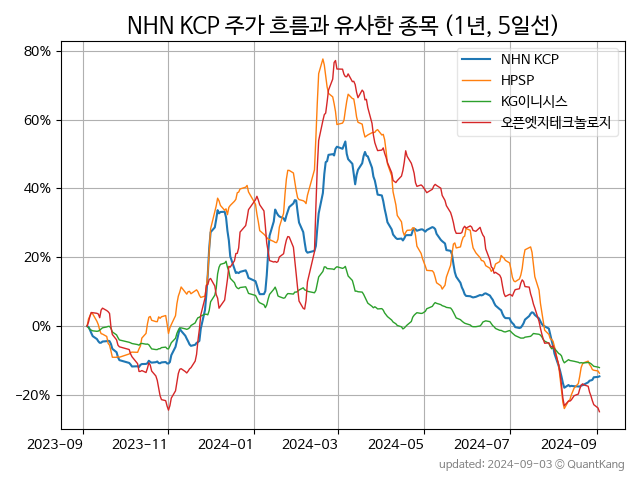 NHN KCP 주가 흐름과 유사한 종목 (1년, 5일선)
80%
60%
40%
20%
0%
−20%
NHN KCP
HPSP
KG이니시스
오픈엣지테크놀로지
2023−09
2023−11
2024−01
2024−03
2024−05
2024−07
2024−09
updated: 2024−09−03 © QuantKang